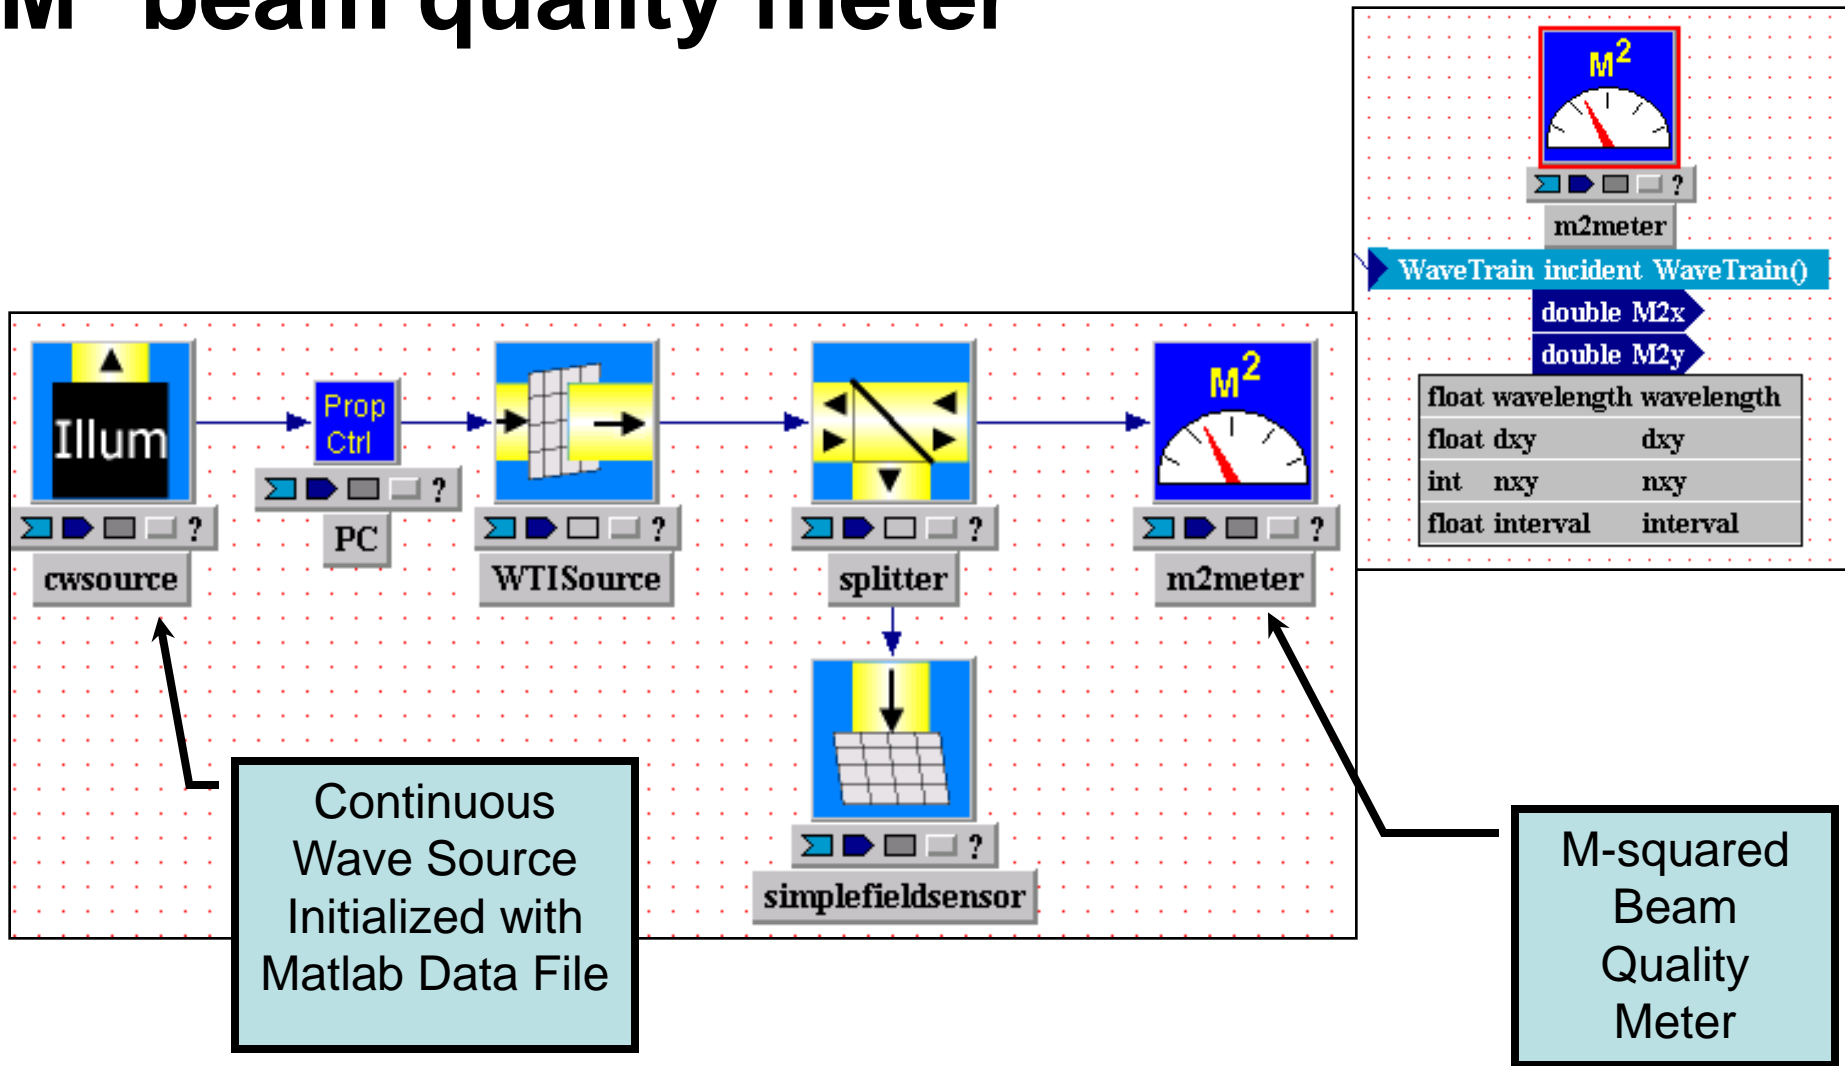 M² beam quality meter
M2
?
m2meter
WaveTrain incident WaveTrain()
double M2x
double M2y
float wavelength wavelength
float dxy dxy
int nxy nxy
float interval interval
Illum
?
cwsource
Prop
Ctrl
?
PC
?
WTISource
?
splitter
M2
?
m2meter
?
simplefieldsensor
Continuous
Wave Source
Initialized with
Matlab Data File
M-squared
Beam
Quality
Meter